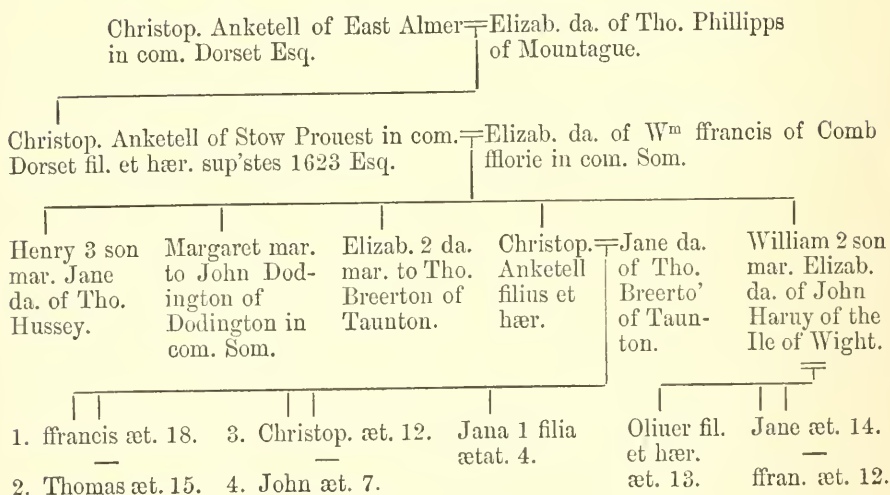 Christop. Anketell of East Almer
in com. Dorset Esq.
Elizab. da. of Tho. Phillipps
of Mountague.
Christop. Anketell of Stow Prouest in com.
Dorset fil. et hær. sup'stes 1623 Esq.
Elizab. da. of Wᵐ ffrancis of Comb
fflorie in com. Som.
Henry 3 son
mar. Jane
da. of Tho.
Hussey.
Margaret mar.
to John Dod-
ington of
Dodington in
com. Som.
Elizab. 2 da.
mar. to Tho.
Breerton of
Taunton.
Christop.
Anketell
filius et
hær.
Jane da.
of Tho.
Breerto'
of Taun-
ton.
William 2 son
mar. Elizab.
da. of John
Haruy of the
Ile of Wight.
1. ffrancis æt. 18.
2. Thomas æt. 15.
3. Christop. æt. 12.
4. John æt. 7.
Jana 1 filia
ætat. 4.
Oliuer fil.
et hær.
æt. 13.
Jane æt. 14.
ffran. æt. 12.